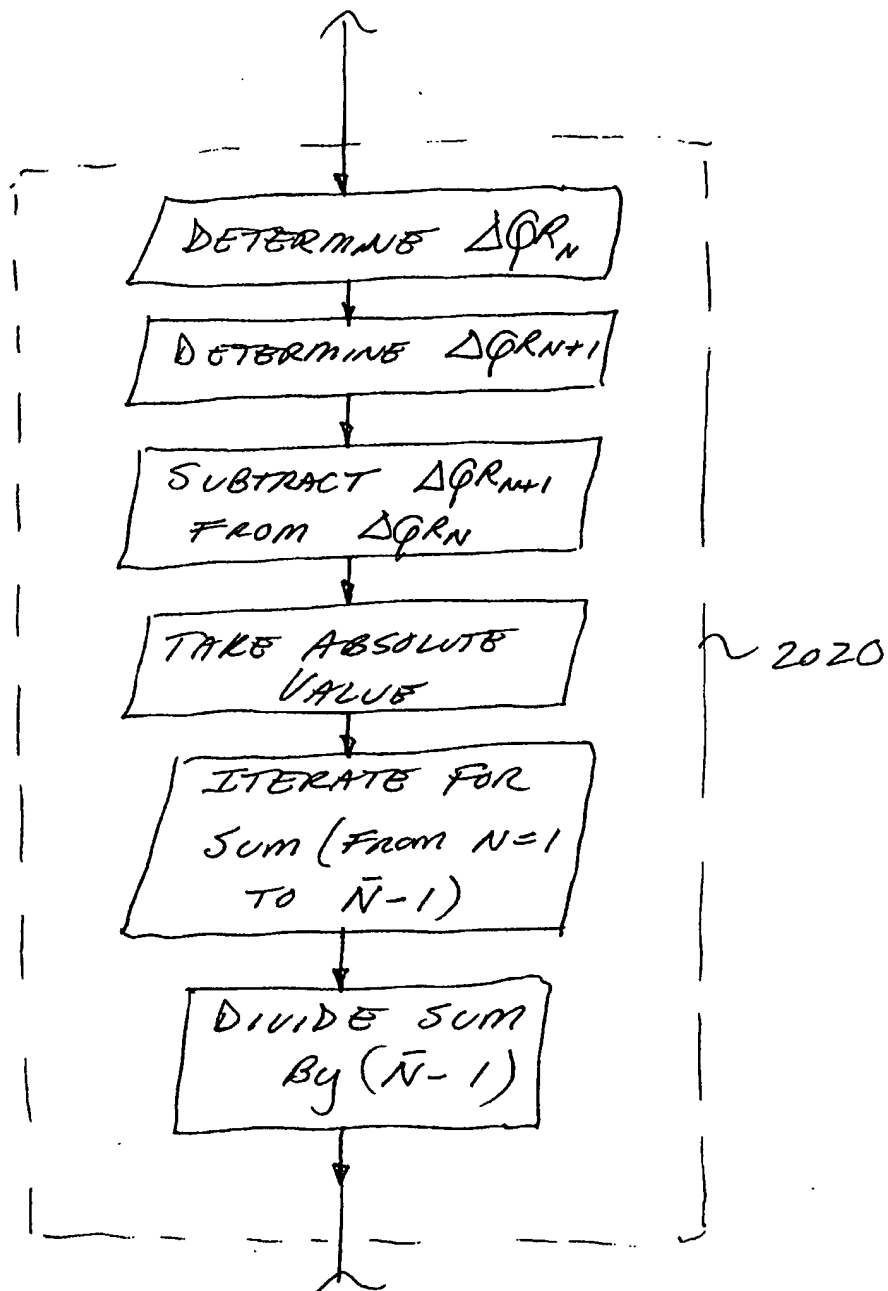 DETERMINE ΔφR_N
DETERMINE ΔφR_N+1
SUBTRACT ΔφR_N+1
FROM ΔφR_N
TAKE ABSOLUTE
VALUE
ITERATE FOR
SUM (FROM N=1
TO N̄-1)
DIVIDE SUM
By (N̄-1)
2020